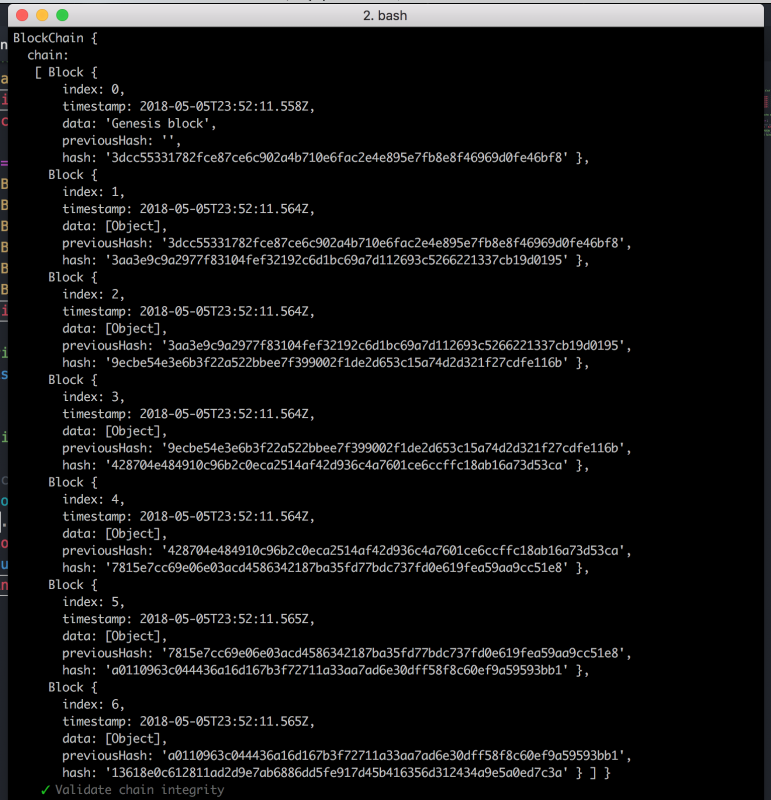 2. bash
BlockChain {
chain:
[ Block {
index: 0,
timestamp: 2018-05-05T23:52:11.558Z,
data: 'Genesis block',
previousHash: '',
hash: '3dcc55331782fce87ce6c902a4b710e6fac2e4e895e7fb8e8f46969d0fe46bf8' },
Block {
index: 1,
timestamp: 2018-05-05T23:52:11.564Z,
data: [Object],
previousHash: '3dcc55331782fce87ce6c902a4b710e6fac2e4e895e7fb8e8f46969d0fe46bf8',
hash: '3aa3e9c9a2977f83104fef32192c6d1bc69a7d112693c5266221337cb19d0195' },
Block {
index: 2,
timestamp: 2018-05-05T23:52:11.564Z,
data: [Object],
previousHash: '3aa3e9c9a2977f83104fef32192c6d1bc69a7d112693c5266221337cb19d0195',
hash: '9ecbe54e3e6b3f22a522bbee7f399002f1de2d653c15a74d2d321f27cdfe116b' },
Block {
index: 3,
timestamp: 2018-05-05T23:52:11.564Z,
data: [Object],
previousHash: '9ecbe54e3e6b3f22a522bbee7f399002f1de2d653c15a74d2d321f27cdfe116b',
hash: '428704e484910c96b2c0eca2514af42d936c4a7601ce6ccffc18ab16a73d53ca' },
Block {
index: 4,
timestamp: 2018-05-05T23:52:11.564Z,
data: [Object],
previousHash: '428704e484910c96b2c0eca2514af42d936c4a7601ce6ccffc18ab16a73d53ca',
hash: '7815e7cc69e06e03acd4586342187ba35fd77bdc737fd0e619fea59aa9cc51e8' },
Block {
index: 5,
timestamp: 2018-05-05T23:52:11.565Z,
data: [Object],
previousHash: '7815e7cc69e06e03acd4586342187ba35fd77bdc737fd0e619fea59aa9cc51e8',
hash: 'a0110963c044436a16d167b3f72711a33aa7ad6e30dff58f8c60ef9a59593bb1' },
Block {
index: 6,
timestamp: 2018-05-05T23:52:11.565Z,
data: [Object],
previousHash: 'a0110963c044436a16d167b3f72711a33aa7ad6e30dff58f8c60ef9a59593bb1',
hash: '13618e0c612811ad2d9e7ab6886dd5fe917d45b416356d312434a9e5a0ed7c3a' } ] }
✓ Validate chain integrity